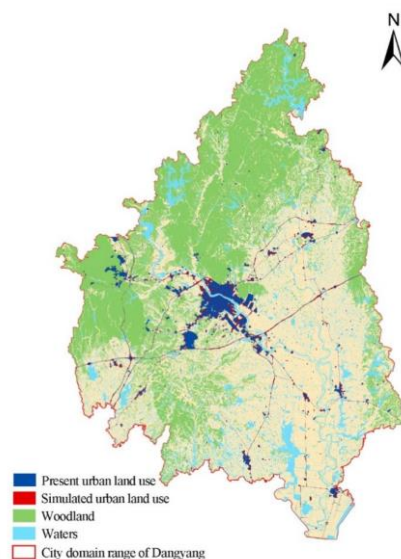 N
Present urban land use
Simulated urban land use
Woodland
Waters
City domain range of Dangyang